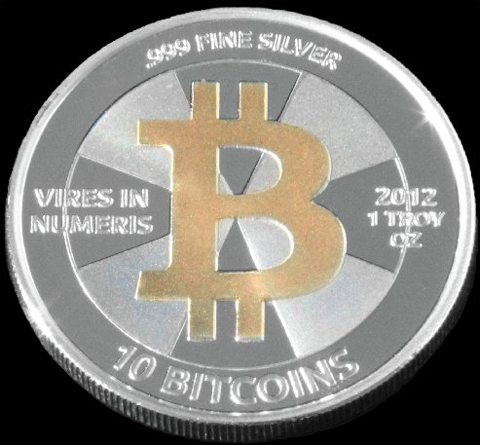 .999 FINE SILVER
VIRES IN
NUMERIS
2012
1 TROY
OZ
10 BITCOINS